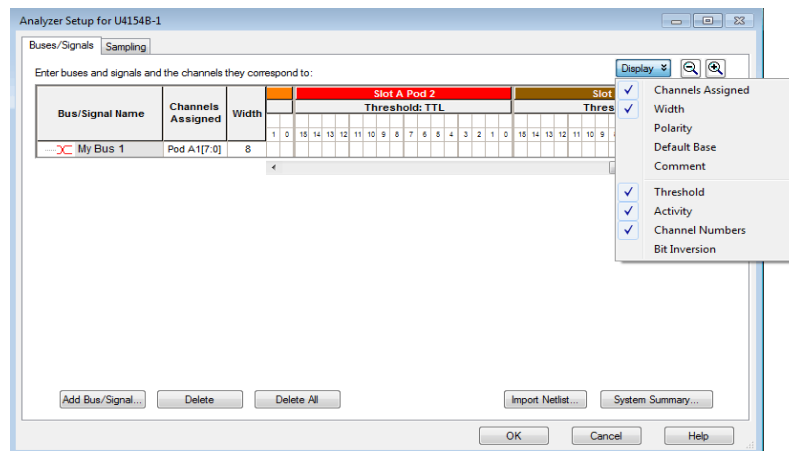 Analyzer Setup for U4154B-1
Buses/Signals Sampling
Enter buses and signals and the channels they correspond to:
Display
Bus/Signal Name Channels Assigned Width
Slot A Pod 2 Slot
Threshold: TTL Thres
1 0 15 14 13 12 11 10 9 8 7 6 5 4 3 2 1 0 15 14 13 12 11 10 9
My Bus 1 Pod A1[7:0] 8
Channels Assigned
Width
Polarity
Default Base
Comment
Threshold
Activity
Channel Numbers
Bit Inversion
Add Bus/Signal... Delete Delete All Import Netlist... System Summary...
OK Cancel Help